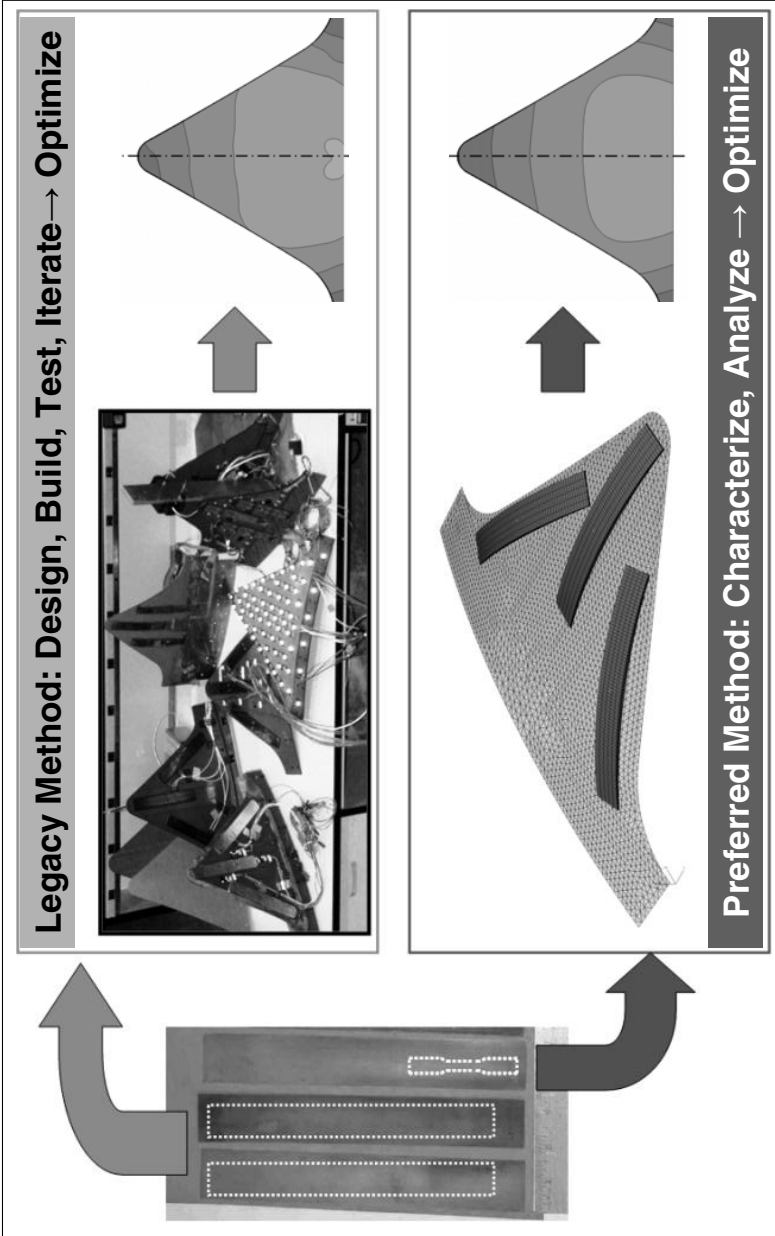 Legacy Method: Design, Build, Test, Iterate→ Optimize
Preferred Method: Characterize, Analyze → Optimize